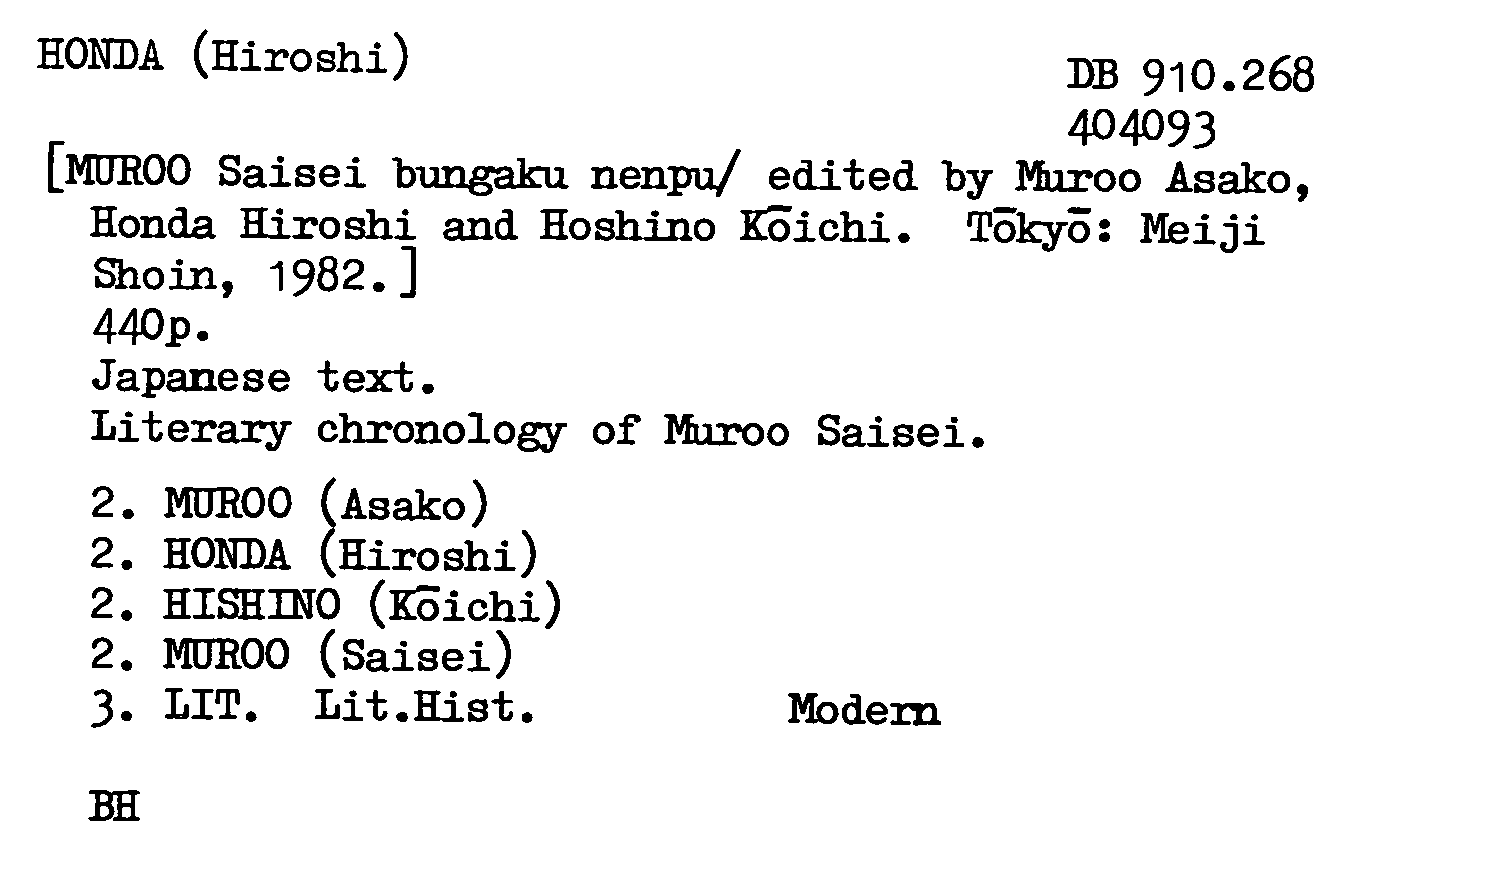 HONDA (Hiroshi)
DB 910.268
404093
[MUROO Saisei bungaku nenpu/ edited by Muroo Asako,
Honda Hiroshi and Hoshino Kōichi. Tōkyō: Meiji
Shoin, 1982.]
440p.
Japanese text.
Literary chronology of Muroo Saisei.
2. MUROO (Asako)
2. HONDA (Hiroshi)
2. HISHINO (Kōichi)
2. MUROO (Saisei)
3. LIT. Lit.Hist. Modern
BH